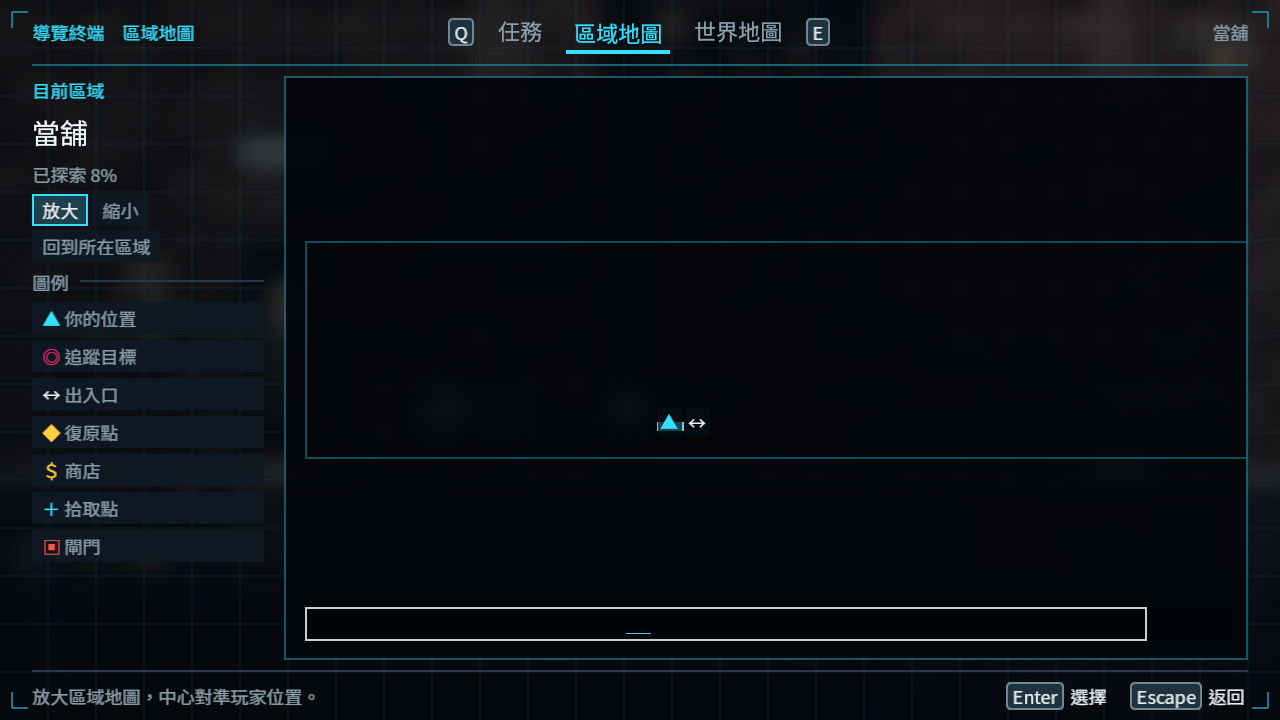 導覽終端 區域地圖
Q 任務 區域地圖 世界地圖 E
當舖
目前區域
當舖
已探索 8%
放大 縮小
回到所在區域
圖例
你的位置
追蹤目標
出入口
復原點
$ 商店
拾取點
閘門
放大區域地圖，中心對準玩家位置。
Enter 選擇 Escape 返回